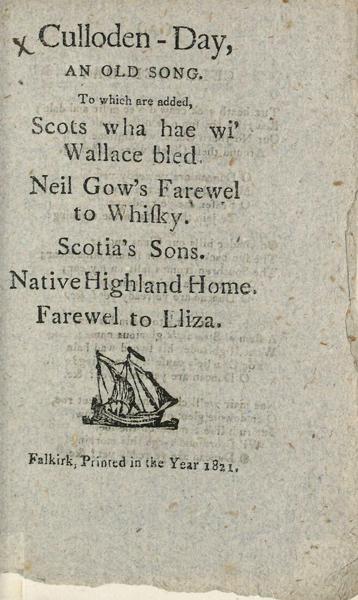 Culloden-Day,
AN OLD SONG.
To which are added,
Scots wha hae wi'
Wallace bled.
Neil Gow's Farewel
to Whiſky.
Scotia's Sons.
Native Highland Home.
Farewel to Eliza.
Falkirk, Printed in the Year 1821.